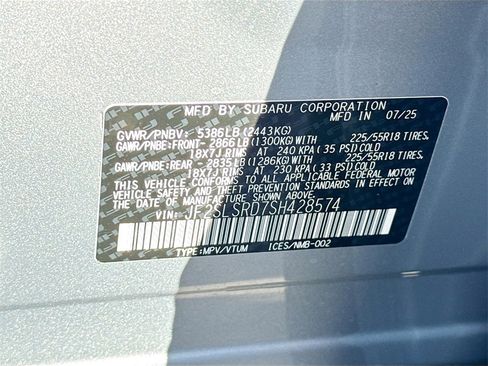 MFD BY SUBARU CORPORATION
MFD IN 07/25
GVWR/PNBV: 5386LB(2443KG)
GAWR/PNBE:FRONT- 2866LB(1300KG)WITH 225/55R18 TIRES,
18X7J RIMS AT 240 KPA(35 PSI)COLD
GAWR/PNBE:REAR - 2835LB(1286KG)WITH 225/55R18 TIRES,
18X7J RIMS AT 230 KPA(33 PSI)COLD
THIS VEHICLE CONFORMS TO ALL APPLICABLE FEDERAL MOTOR
VEHICLE SAFETY STANDARDS IN EFFECT ON
THE DATE OF MANUFACTURE SHOWN ABOVE.
VIN: JF2SLSRD7SH428574
TYPE:MPV/VTUM ICES/NMB-002